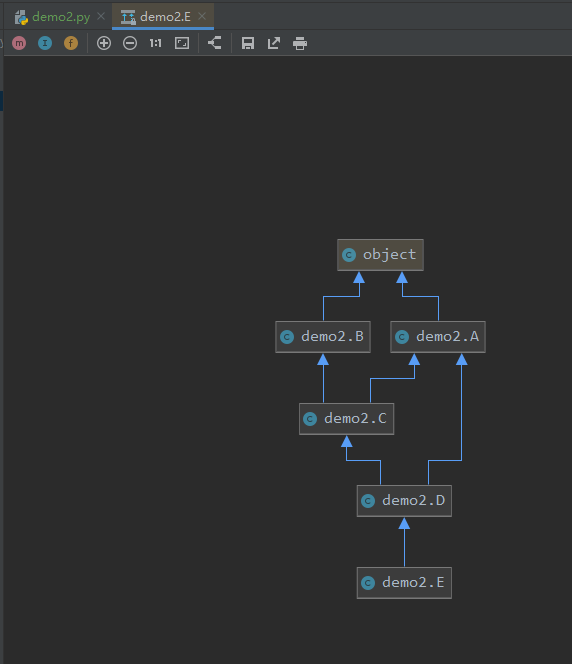 demo2.py demo2.E
m I f 1:1
C object
C demo2.B C demo2.A
C demo2.C
C demo2.D
C demo2.E